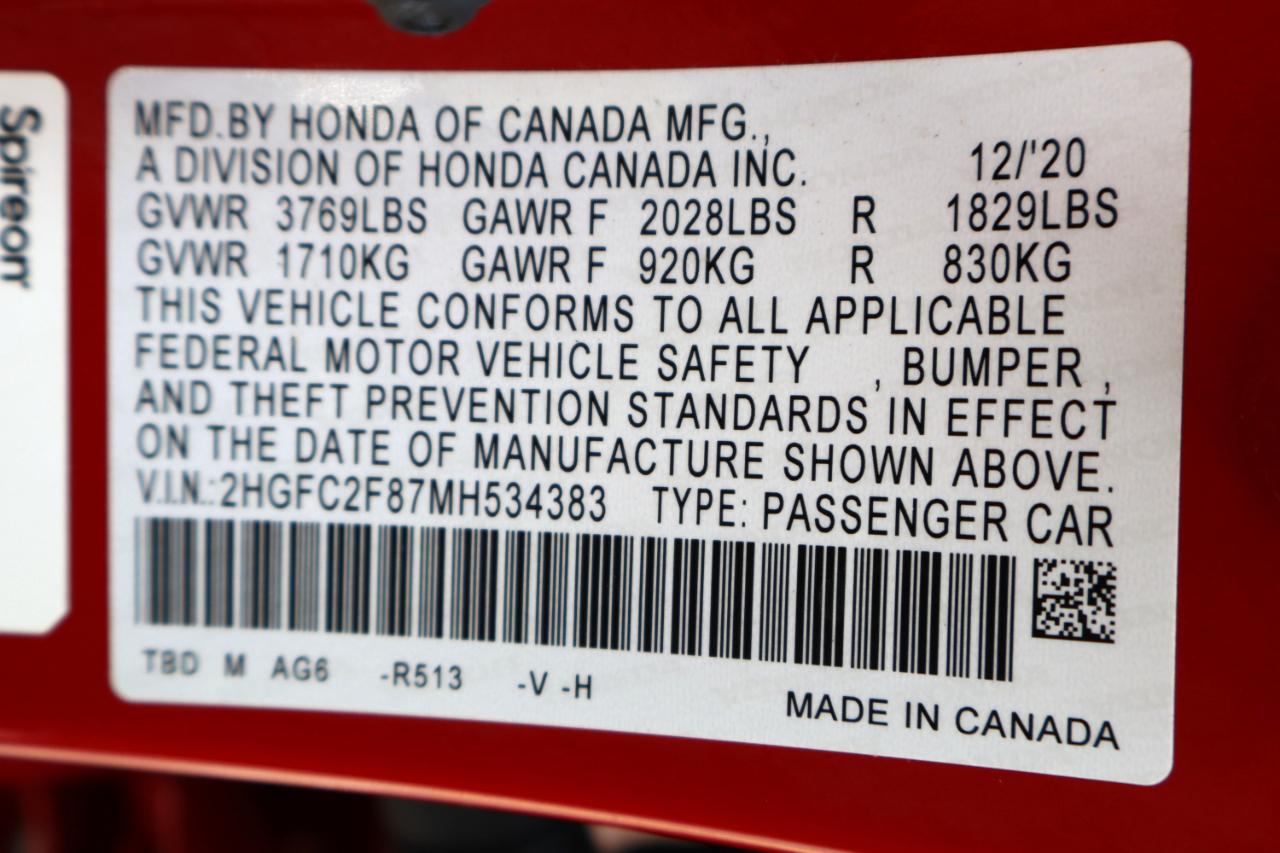 Spireon
MFD.BY HONDA OF CANADA MFG.,
A DIVISION OF HONDA CANADA INC. 12/'20
GVWR 3769LBS GAWR F 2028LBS R 1829LBS
GVWR 1710KG GAWR F 920KG R 830KG
THIS VEHICLE CONFORMS TO ALL APPLICABLE
FEDERAL MOTOR VEHICLE SAFETY , BUMPER ,
AND THEFT PREVENTION STANDARDS IN EFFECT
ON THE DATE OF MANUFACTURE SHOWN ABOVE.
V.I.N.:2HGFC2F87MH534383 TYPE: PASSENGER CAR
TBD M AG6 -R513 -V -H
MADE IN CANADA